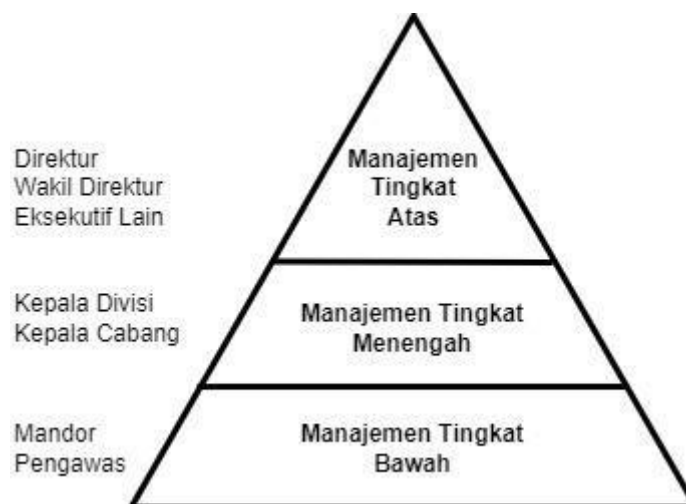 Direktur
Wakil Direktur
Eksekutif Lain
Manajemen
Tingkat
Atas
Kepala Divisi
Kepala Cabang
Manajemen Tingkat
Menengah
Mandor
Pengawas
Manajemen Tingkat
Bawah